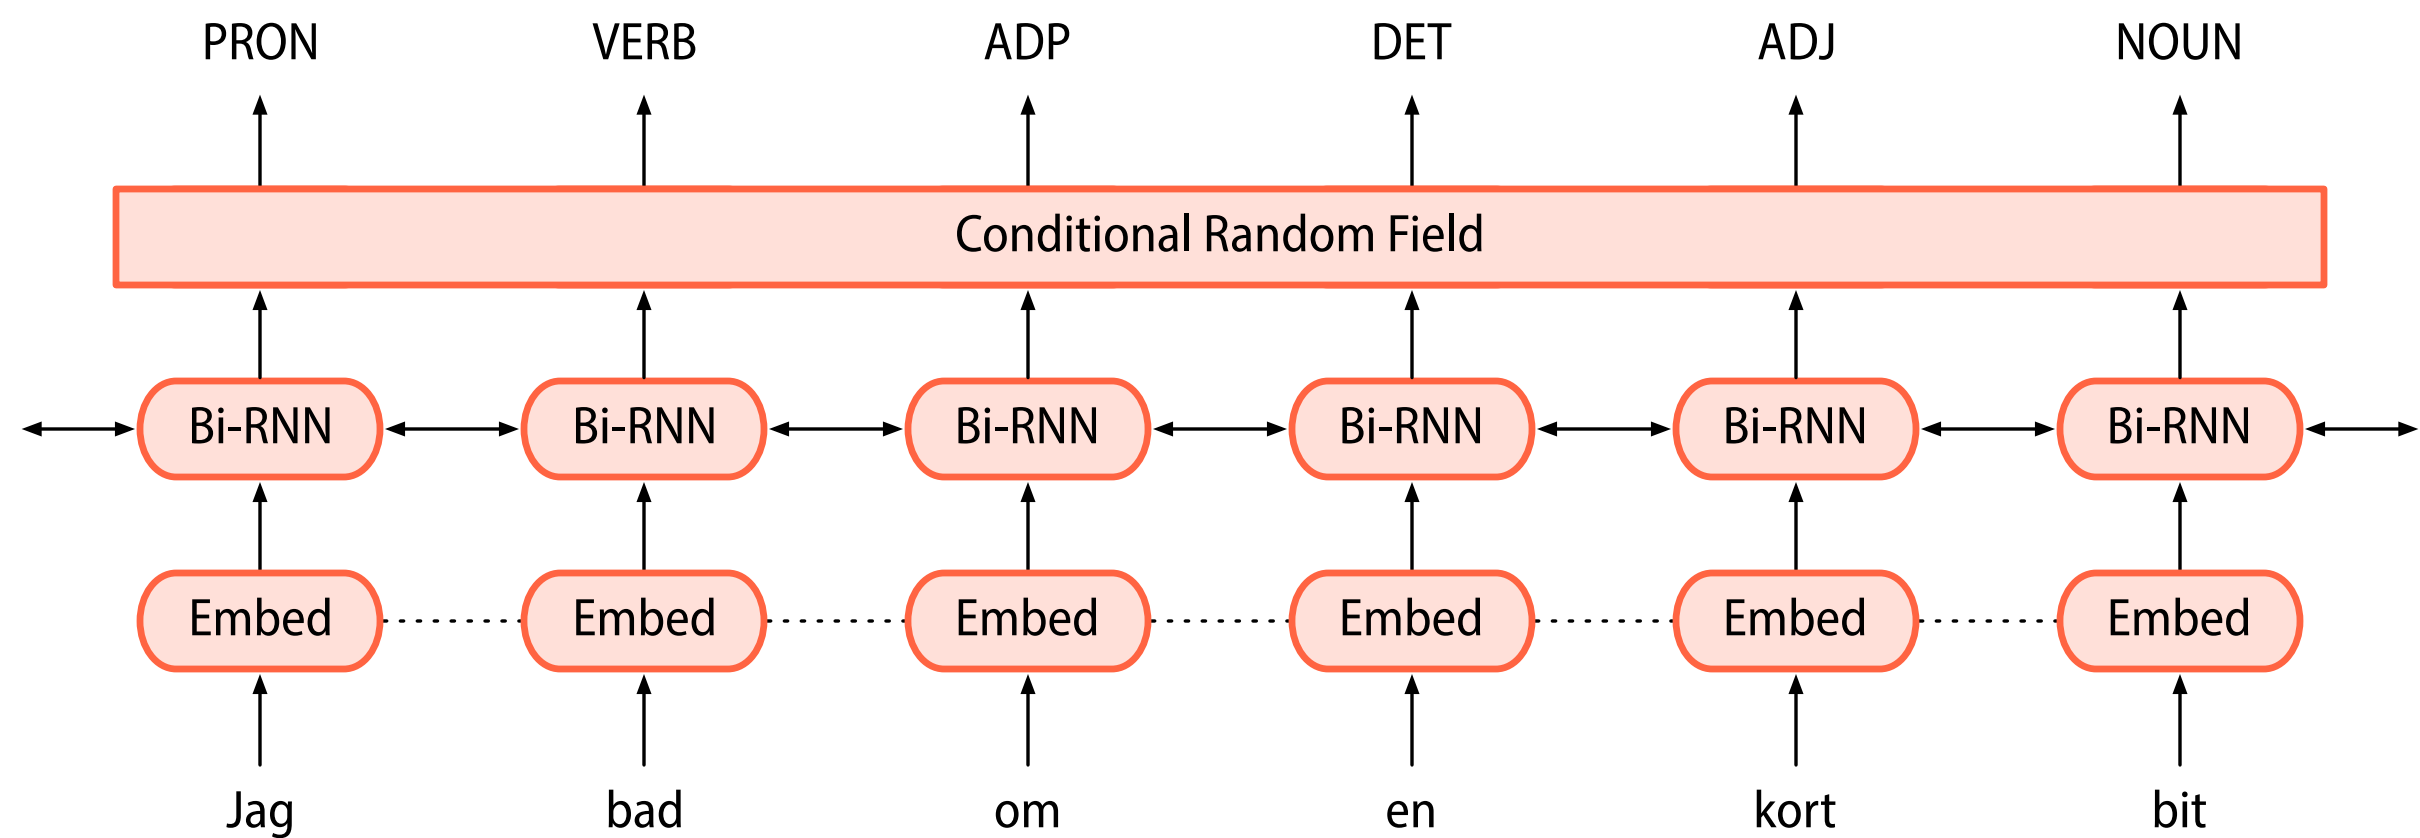 PRON VERB ADP DET ADJ NOUN
Conditional Random Field
Bi-RNN Bi-RNN Bi-RNN Bi-RNN Bi-RNN Bi-RNN
Embed Embed Embed Embed Embed Embed
Jag bad om en kort bit